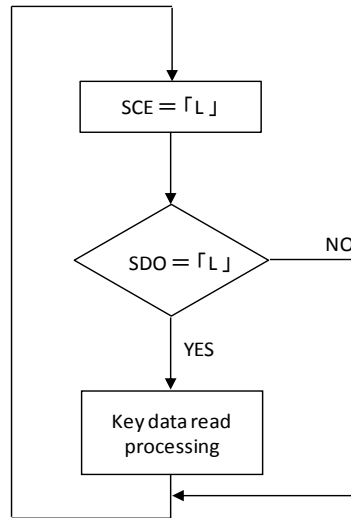 SCE＝「L」
SDO＝「L」
NO
YES
Key data read
processing